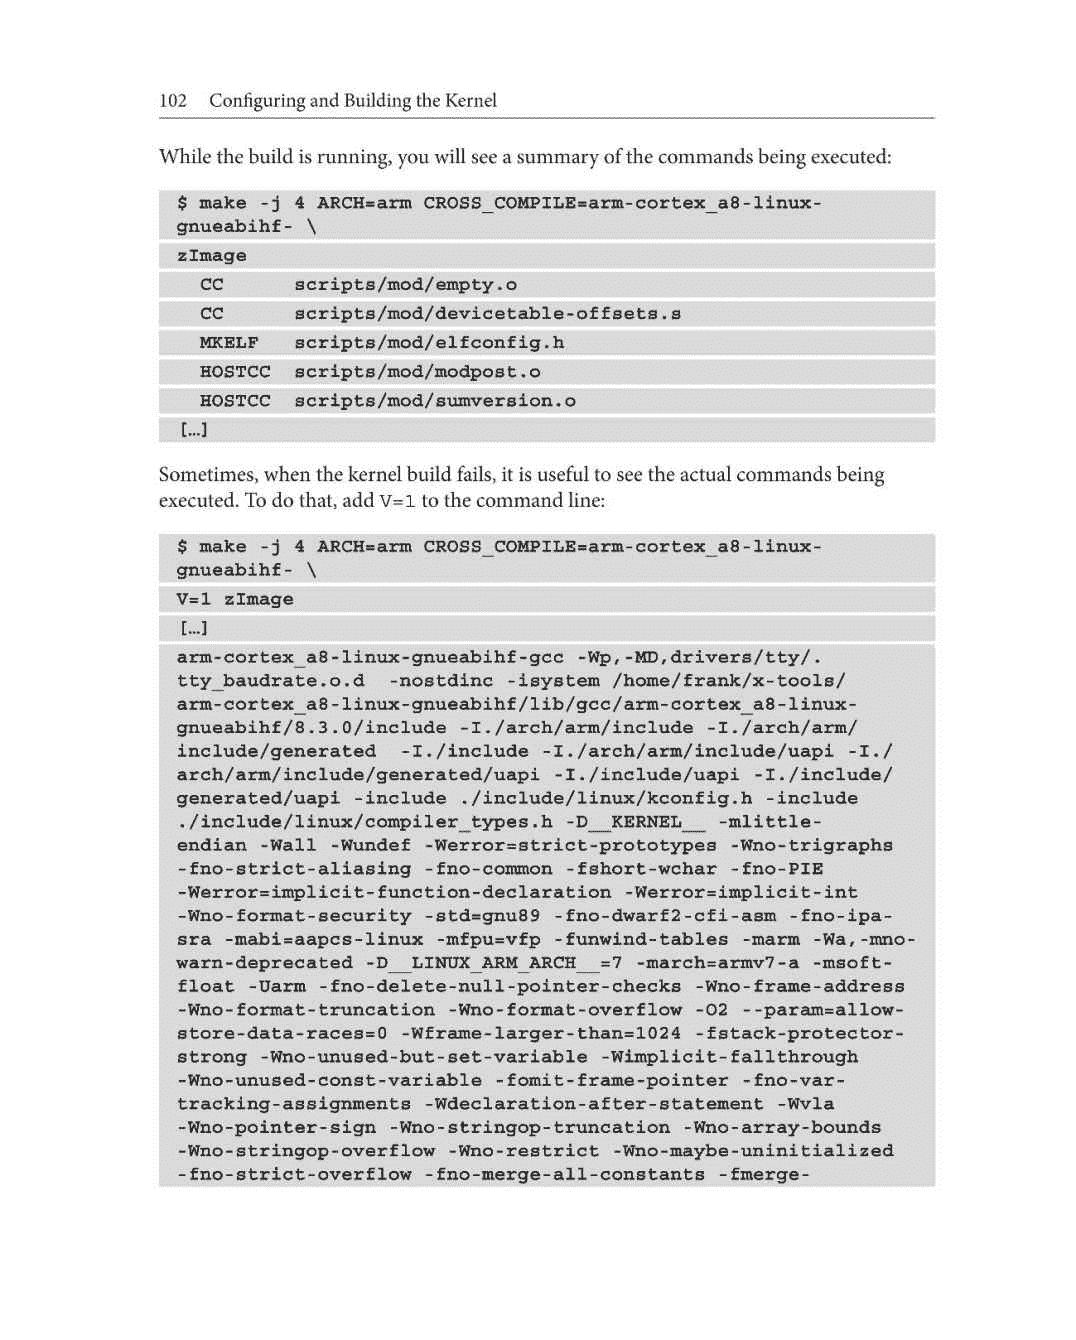 102 Configuring and Building the Kernel
While the build is running, you will see a summary of the commands being executed:
$ make -j 4 ARCH=arm CROSS_COMPILE=arm-cortex_a8-linux-
gnueabihf- \
zImage
CC scripts/mod/empty.o
CC scripts/mod/devicetable-offsets.s
MKELF scripts/mod/elfconfig.h
HOSTCC scripts/mod/modpost.o
HOSTCC scripts/mod/sumversion.o
[…]
Sometimes, when the kernel build fails, it is useful to see the actual commands being
executed. To do that, add V=1 to the command line:
$ make -j 4 ARCH=arm CROSS_COMPILE=arm-cortex_a8-linux-
gnueabihf- \
V=1 zImage
[…]
arm-cortex_a8-linux-gnueabihf-gcc -Wp,-MD,drivers/tty/.
tty_baudrate.o.d -nostdinc -isystem /home/frank/x-tools/
arm-cortex_a8-linux-gnueabihf/lib/gcc/arm-cortex_a8-linux-
gnueabihf/8.3.0/include -I./arch/arm/include -I./arch/arm/
include/generated -I./include -I./arch/arm/include/uapi -I./
arch/arm/include/generated/uapi -I./include/uapi -I./include/
generated/uapi -include ./include/linux/kconfig.h -include
./include/linux/compiler_types.h -D__KERNEL__ -mlittle-
endian -Wall -Wundef -Werror=strict-prototypes -Wno-trigraphs
-fno-strict-aliasing -fno-common -fshort-wchar -fno-PIE
-Werror=implicit-function-declaration -Werror=implicit-int
-Wno-format-security -std=gnu89 -fno-dwarf2-cfi-asm -fno-ipa-
sra -mabi=aapcs-linux -mfpu=vfp -funwind-tables -marm -Wa,-mno-
warn-deprecated -D__LINUX_ARM_ARCH__=7 -march=armv7-a -msoft-
float -Uarm -fno-delete-null-pointer-checks -Wno-frame-address
-Wno-format-truncation -Wno-format-overflow -O2 --param=allow-
store-data-races=0 -Wframe-larger-than=1024 -fstack-protector-
strong -Wno-unused-but-set-variable -Wimplicit-fallthrough
-Wno-unused-const-variable -fomit-frame-pointer -fno-var-
tracking-assignments -Wdeclaration-after-statement -Wvla
-Wno-pointer-sign -Wno-stringop-truncation -Wno-array-bounds
-Wno-stringop-overflow -Wno-restrict -Wno-maybe-uninitialized
-fno-strict-overflow -fno-merge-all-constants -fmerge-